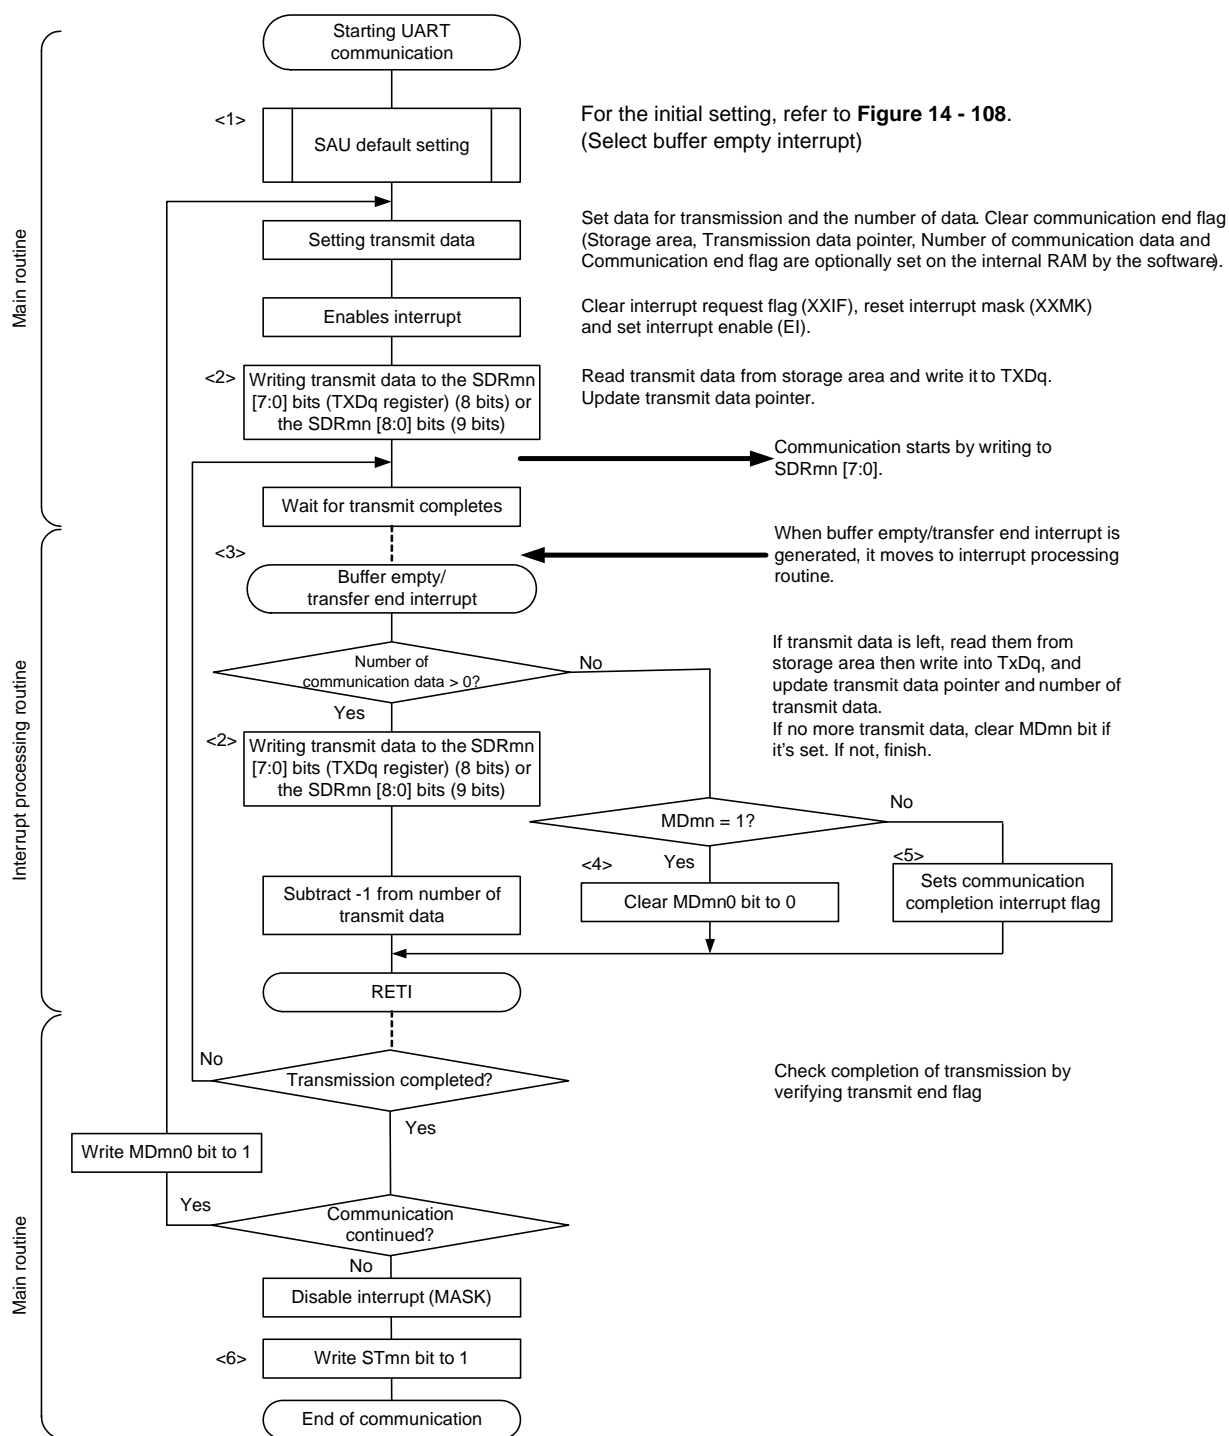 Starting UART
communication
<1>
SAU default setting
For the initial setting, refer to Figure 14 - 108.
(Select buffer empty interrupt)
Main routine
Setting transmit data
Set data for transmission and the number of data. Clear communication end flag
(Storage area, Transmission data pointer, Number of communication data and
Communication end flag are optionally set on the internal RAM by the software).
Enables interrupt
Clear interrupt request flag (XXIF), reset interrupt mask (XXMK)
and set interrupt enable (EI).
<2>
Writing transmit data to the SDRmn
[7:0] bits (TXDq register) (8 bits) or
the SDRmn [8:0] bits (9 bits)
Read transmit data from storage area and write it to TXDq.
Update transmit data pointer.
Communication starts by writing to
SDRmn [7:0].
Wait for transmit completes
When buffer empty/transfer end interrupt is
generated, it moves to interrupt processing
routine.
<3>
Buffer empty/
transfer end interrupt
Interrupt processing routine
Number of
communication data > 0?
No
Yes
If transmit data is left, read them from
storage area then write into TxDq, and
update transmit data pointer and number of
transmit data.
If no more transmit data, clear MDmn bit if
it's set. If not, finish.
<2>
Writing transmit data to the SDRmn
[7:0] bits (TXDq register) (8 bits) or
the SDRmn [8:0] bits (9 bits)
MDmn = 1?
No
Yes
<4>
Clear MDmn0 bit to 0
<5>
Sets communication
completion interrupt flag
Subtract -1 from number of
transmit data
RETI
Main routine
No
Transmission completed?
Yes
Check completion of transmission by
verifying transmit end flag
Write MDmn0 bit to 1
Yes
Communication
continued?
No
Disable interrupt (MASK)
<6>
Write STmn bit to 1
End of communication